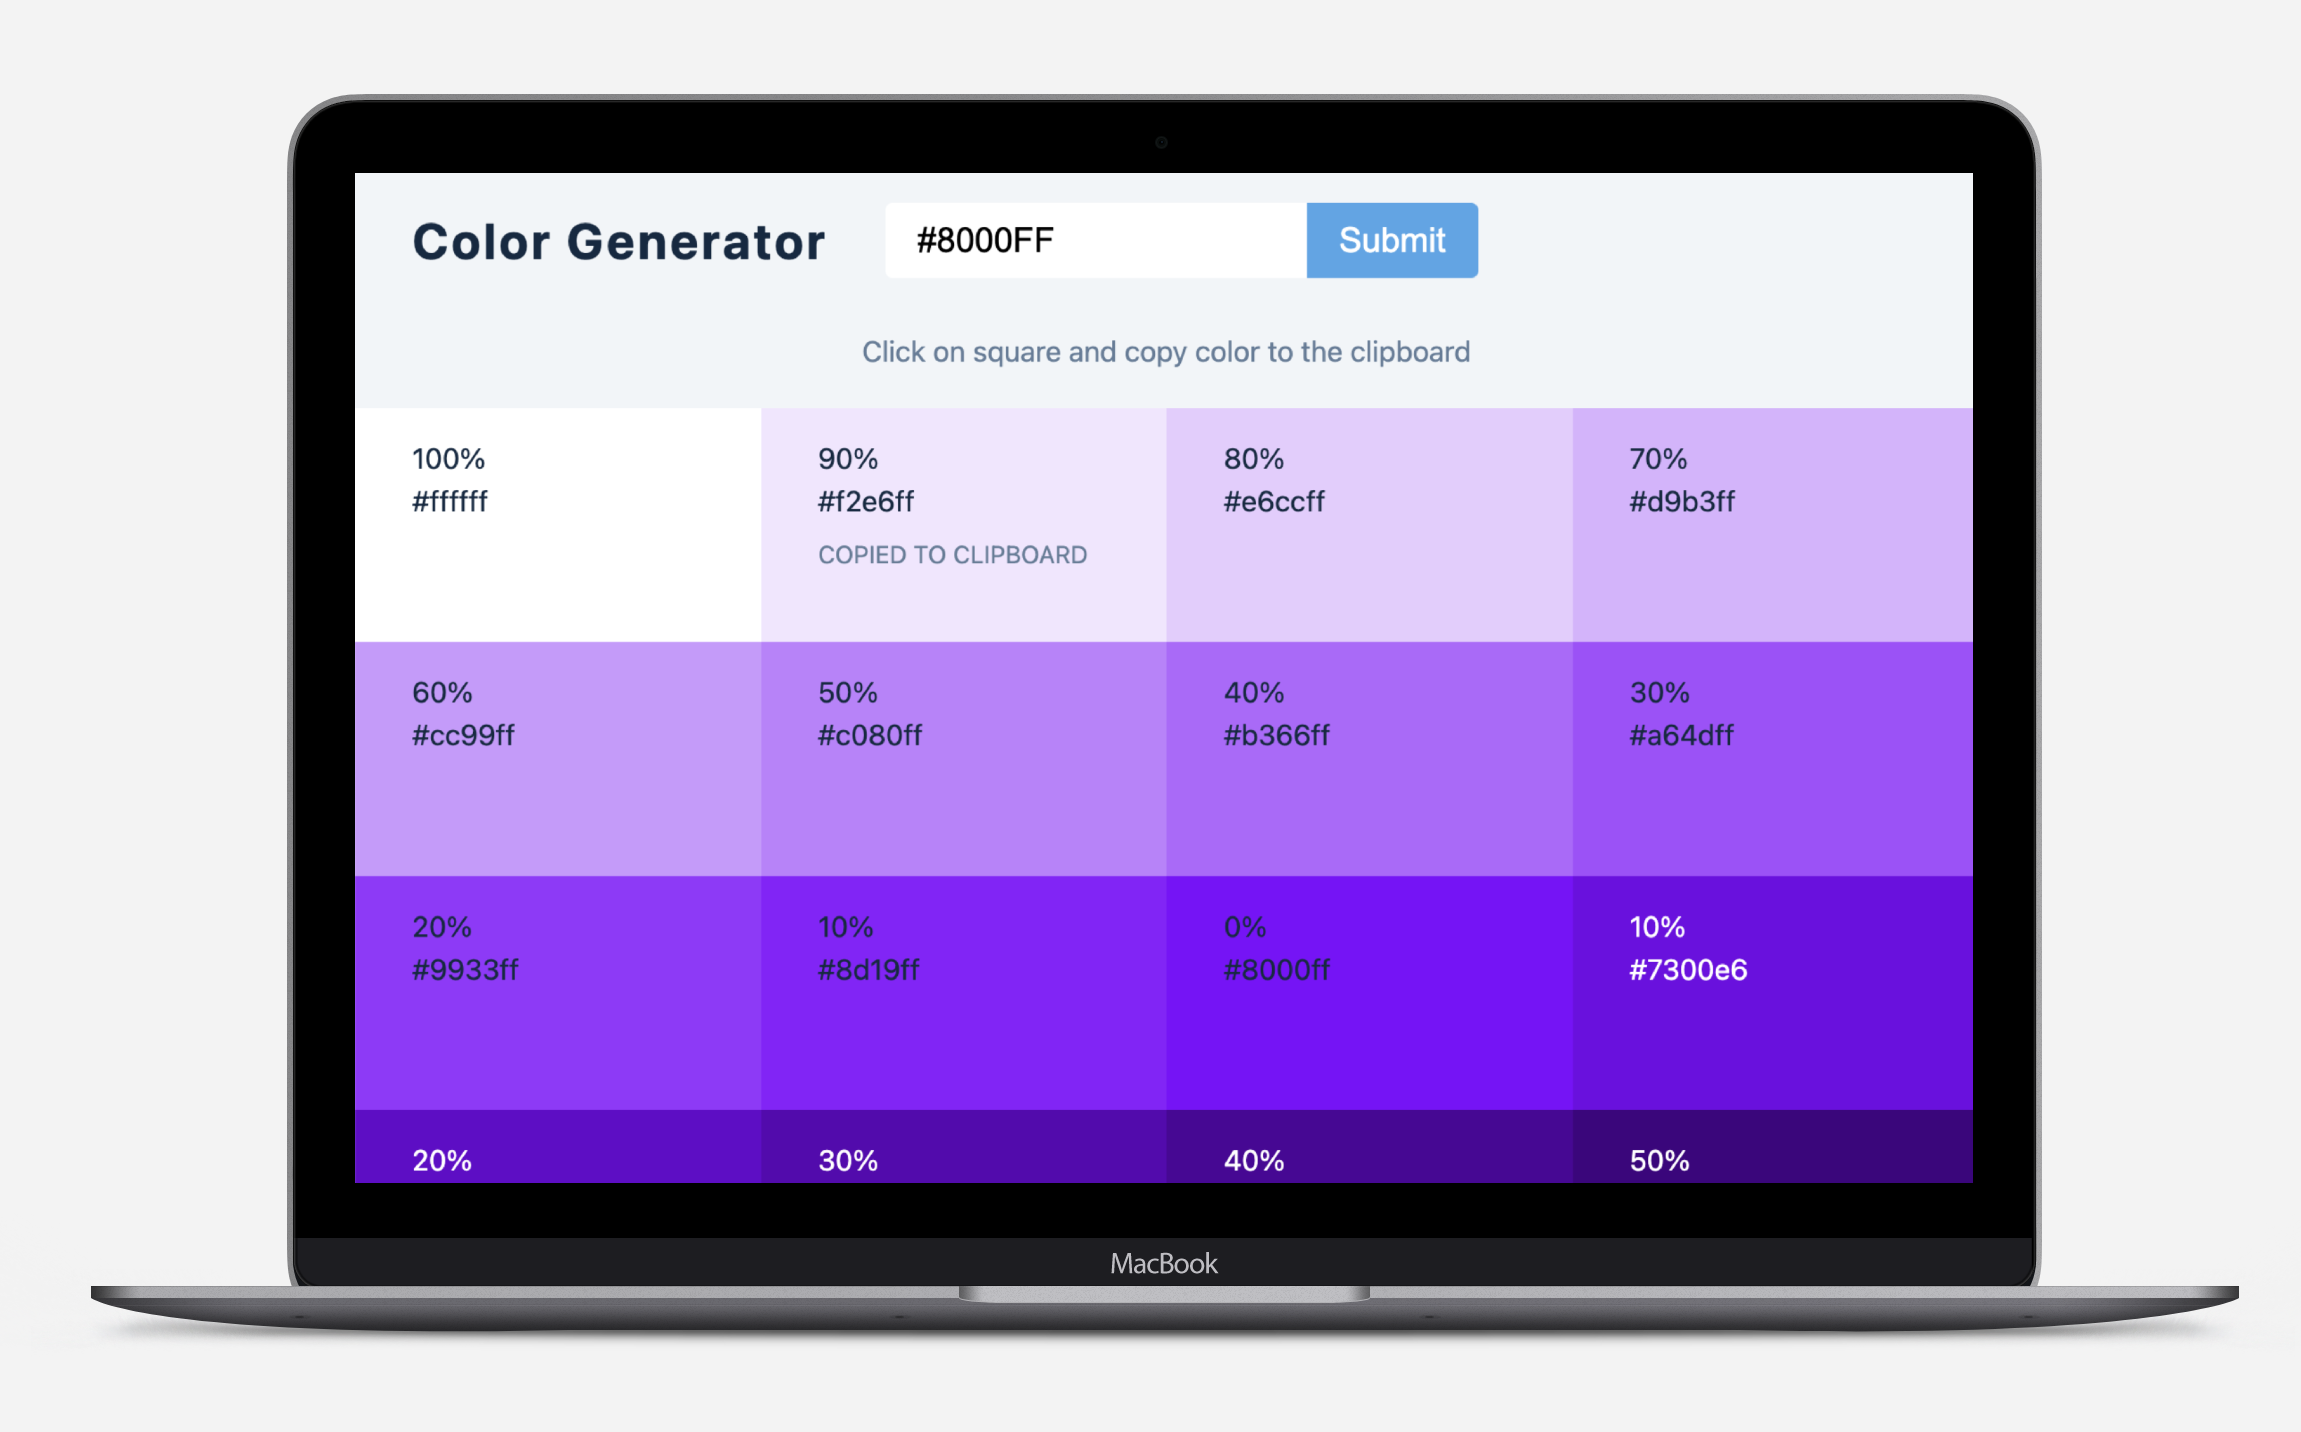 Color Generator
#8000FF
Submit
Click on square and copy color to the clipboard
100%
#ffffff
90%
#f2e6ff
COPIED TO CLIPBOARD
80%
#e6ccff
70%
#d9b3ff
60%
#cc99ff
50%
#c080ff
40%
#b366ff
30%
#a64dff
20%
#9933ff
10%
#8d19ff
0%
#8000ff
10%
#7300e6
20%
30%
40%
50%
MacBook